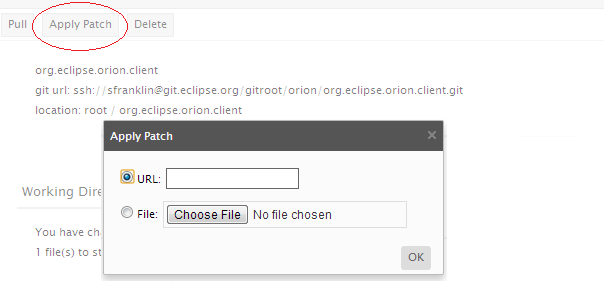 Pull Apply Patch Delete
org.eclipse.orion.client
git url: ssh://sfranklin@git.eclipse.org/gitroot/orion/org.eclipse.orion.client.git
location: root / org.eclipse.orion.client
Apply Patch ×
URL:
Working Dire
File: Choose File No file chosen
You have ch
1 file(s) to st
OK